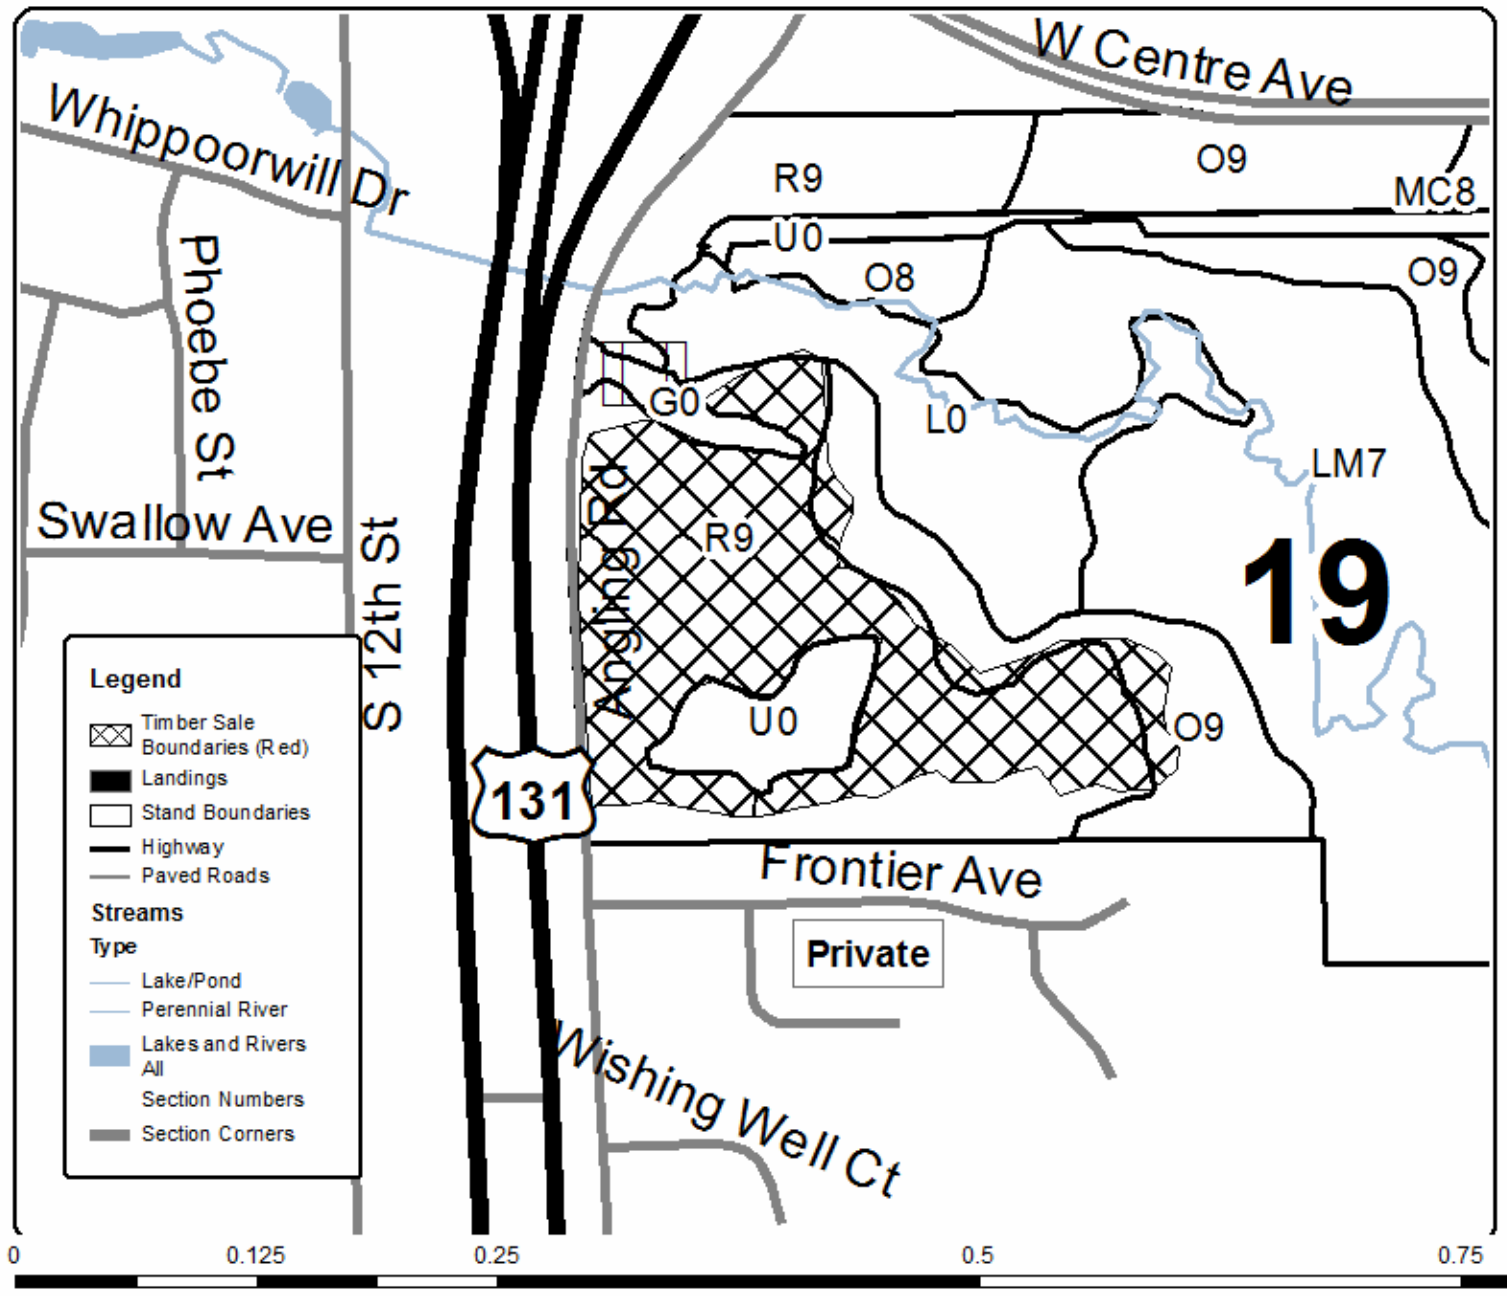 W Centre Ave
Whippoorwill Dr
R9
O9
MC8
U0
O8
O9
Phoebe St
G0
L0
LM7
Swallow Ave
S 12th St
Angling Rd
R9
19
U0
O9
131
Legend
Timber Sale
Boundaries (Red)
Landings
Stand Boundaries
Highway
Paved Roads
Streams
Type
Lake/Pond
Perennial River
Lakes and Rivers
All
Section Numbers
Section Corners
Frontier Ave
Private
Wishing Well Ct
0 0.125 0.25 0.5 0.75